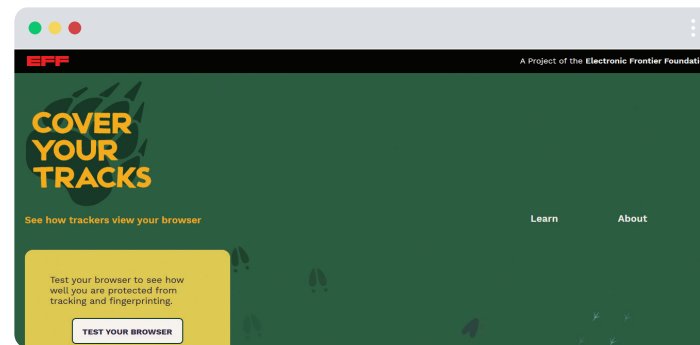 EFF
A Project of the Electronic Frontier Foundati
COVER
YOUR
TRACKS
See how trackers view your browser
Learn About
Test your browser to see how
well you are protected from
tracking and fingerprinting.
TEST YOUR BROWSER